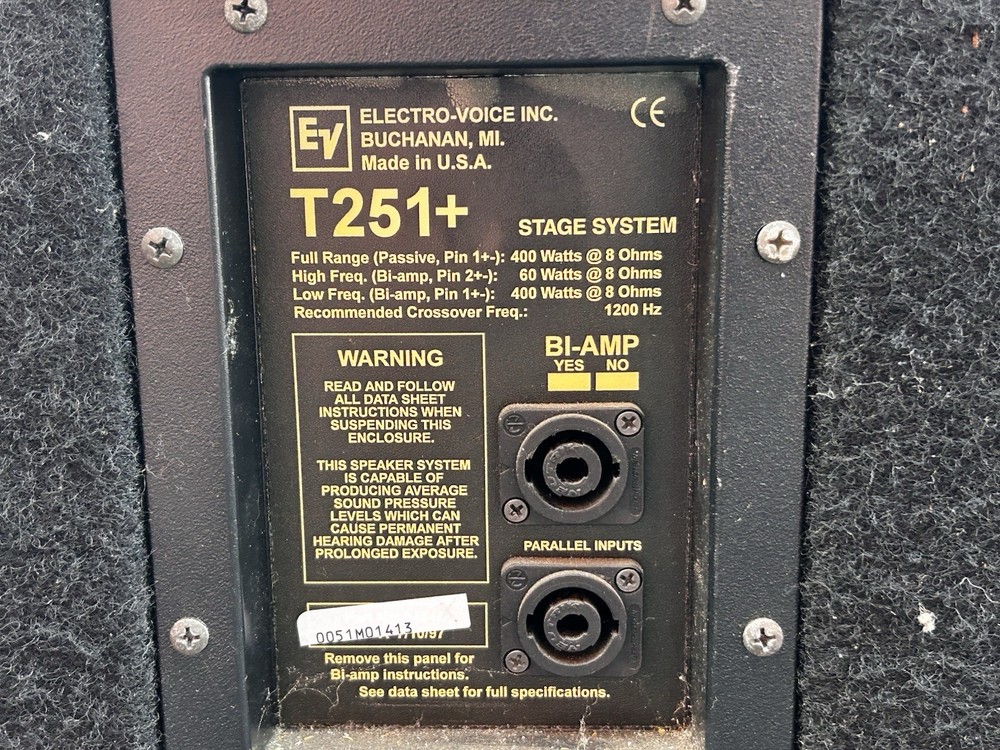 EV
ELECTRO-VOICE INC.
BUCHANAN, MI.
Made in U.S.A.
CE
T251+
STAGE SYSTEM
Full Range (Passive, Pin 1+-): 400 Watts @ 8 Ohms
High Freq. (Bi-amp, Pin 2+-): 60 Watts @ 8 Ohms
Low Freq. (Bi-amp, Pin 1+-): 400 Watts @ 8 Ohms
Recommended Crossover Freq.: 1200 Hz
WARNING
READ AND FOLLOW
ALL DATA SHEET
INSTRUCTIONS WHEN
SUSPENDING THIS
ENCLOSURE.
THIS SPEAKER SYSTEM
IS CAPABLE OF
PRODUCING AVERAGE
SOUND PRESSURE
LEVELS WHICH CAN
CAUSE PERMANENT
HEARING DAMAGE AFTER
PROLONGED EXPOSURE.
BI-AMP
YES NO
PARALLEL INPUTS
0051M01413
Remove this panel for
Bi-amp instructions.
See data sheet for full specifications.